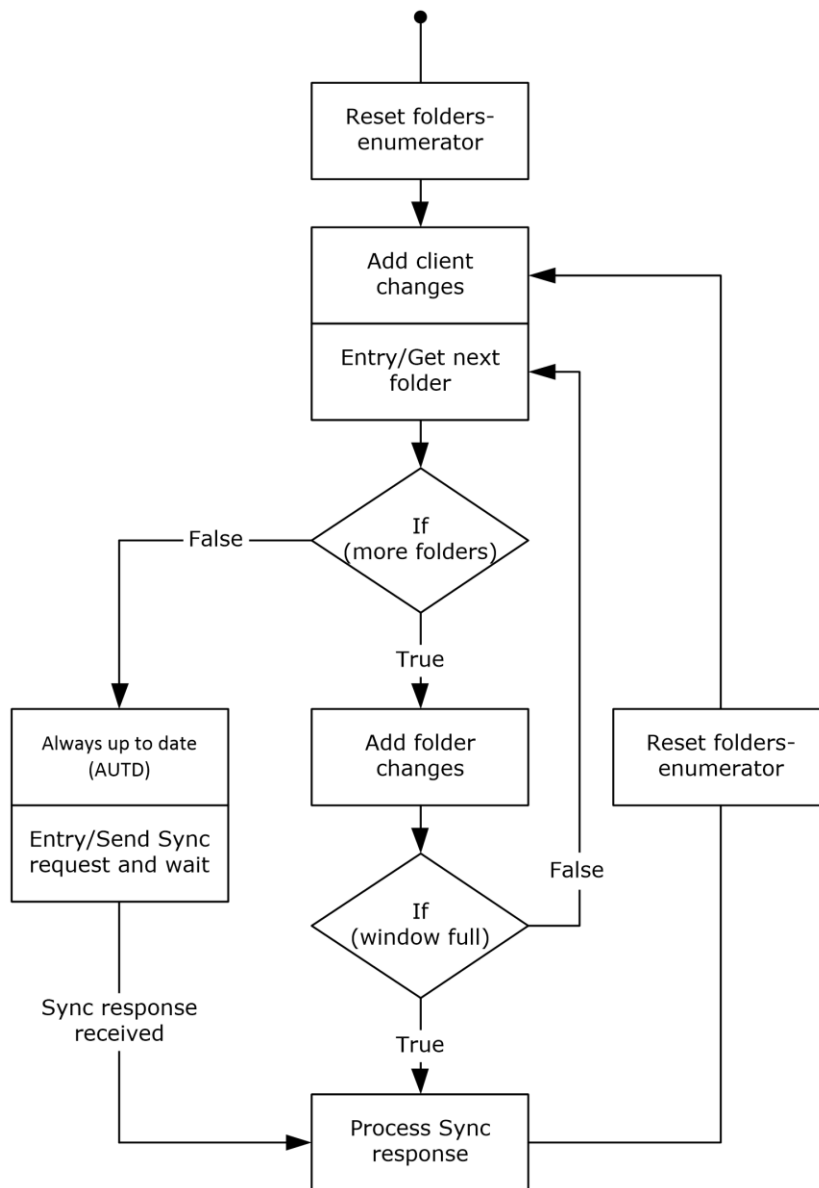 Reset folders-
enumerator
Add client
changes
Entry/Get next
folder
If
(more folders)
False
True
Always up to date
(AUTD)
Entry/Send Sync
request and wait
Add folder
changes
Reset folders-
enumerator
False
If
(window full)
Sync response
received
True
Process Sync
response